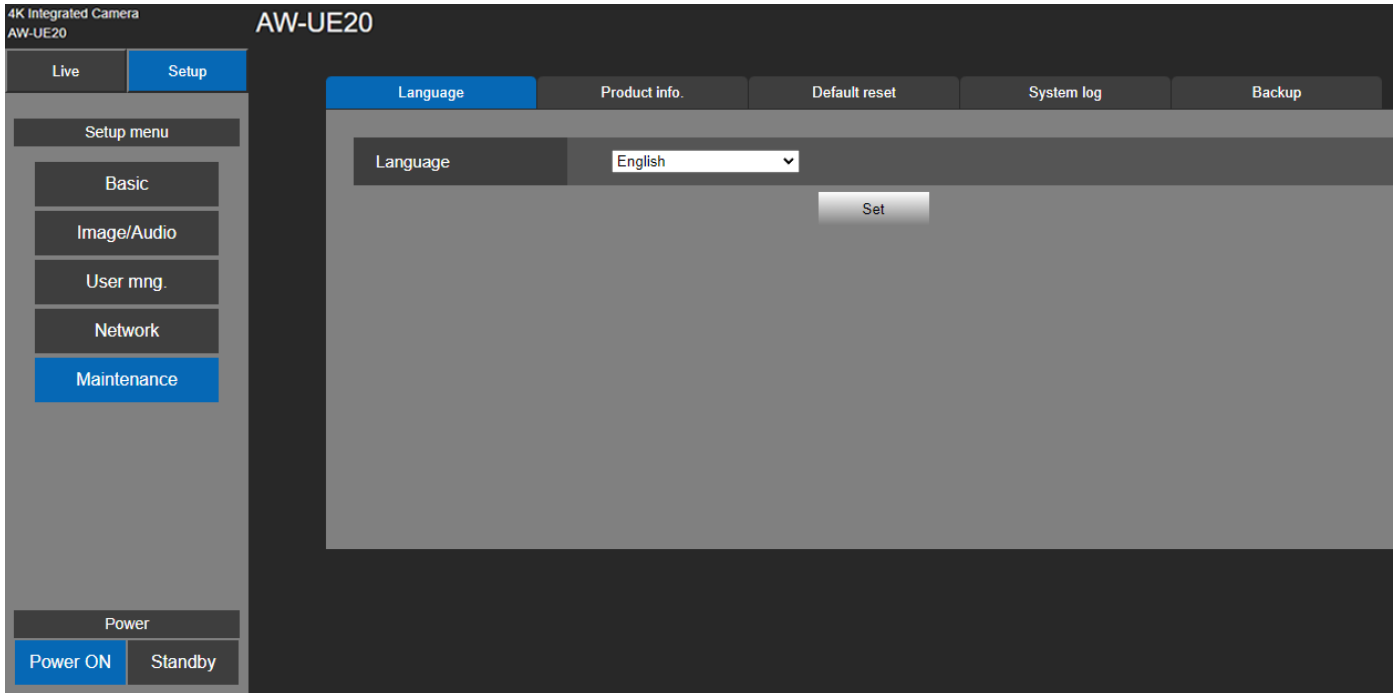 4K Integrated Camera
AW-UE20
AW-UE20
Live Setup
Language Product info. Default reset System log Backup
Setup menu
Language English
Basic
Set
Image/Audio
User mng.
Network
Maintenance
Power
Power ON Standby